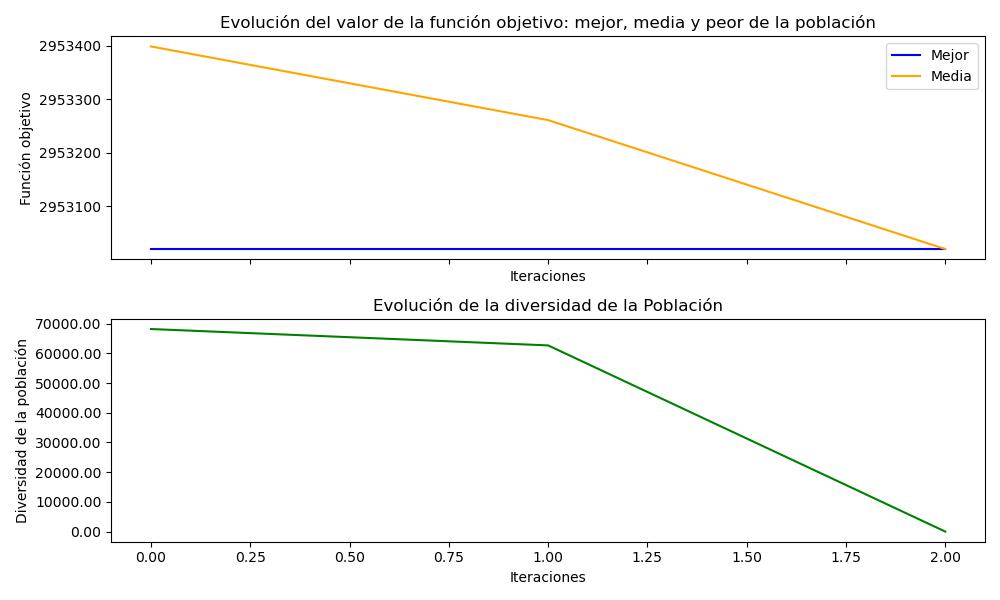 Evolución del valor de la función objetivo: mejor, media y peor de la población
Función objetivo
2953400
2953300
2953200
2953100
Mejor
Media
Iteraciones
Evolución de la diversidad de la Población
Diversidad de la población
70000.00
60000.00
50000.00
40000.00
30000.00
20000.00
10000.00
0.00
0.00 0.25 0.50 0.75 1.00 1.25 1.50 1.75 2.00
Iteraciones